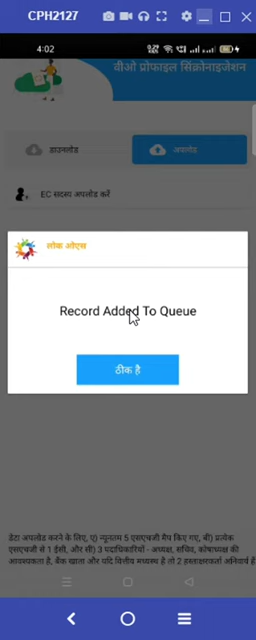 CPH2127
4:02
वीओ प्रोफाइल सिंक्रोनाइजेशन
डाउनलोड
अपलोड
EC सदस्य अपलोड करें
लोक ओएस
Record Added To Queue
ठीक है
डेटा अपलोड करने के लिए, ए) न्यूनतम 5 एसएचजी मैप किए गए, बी) प्रत्येक
एसएचजी से 1 ईसी, और सी) 3 पदाधिकारियों - अध्यक्ष, सचिव, कोषाध्यक्ष की
आवश्यकता है, बैंक खाता और यदि वित्तीय मध्यस्थ है तो 2 हस्ताक्षरकर्ता अनिवार्य हैं